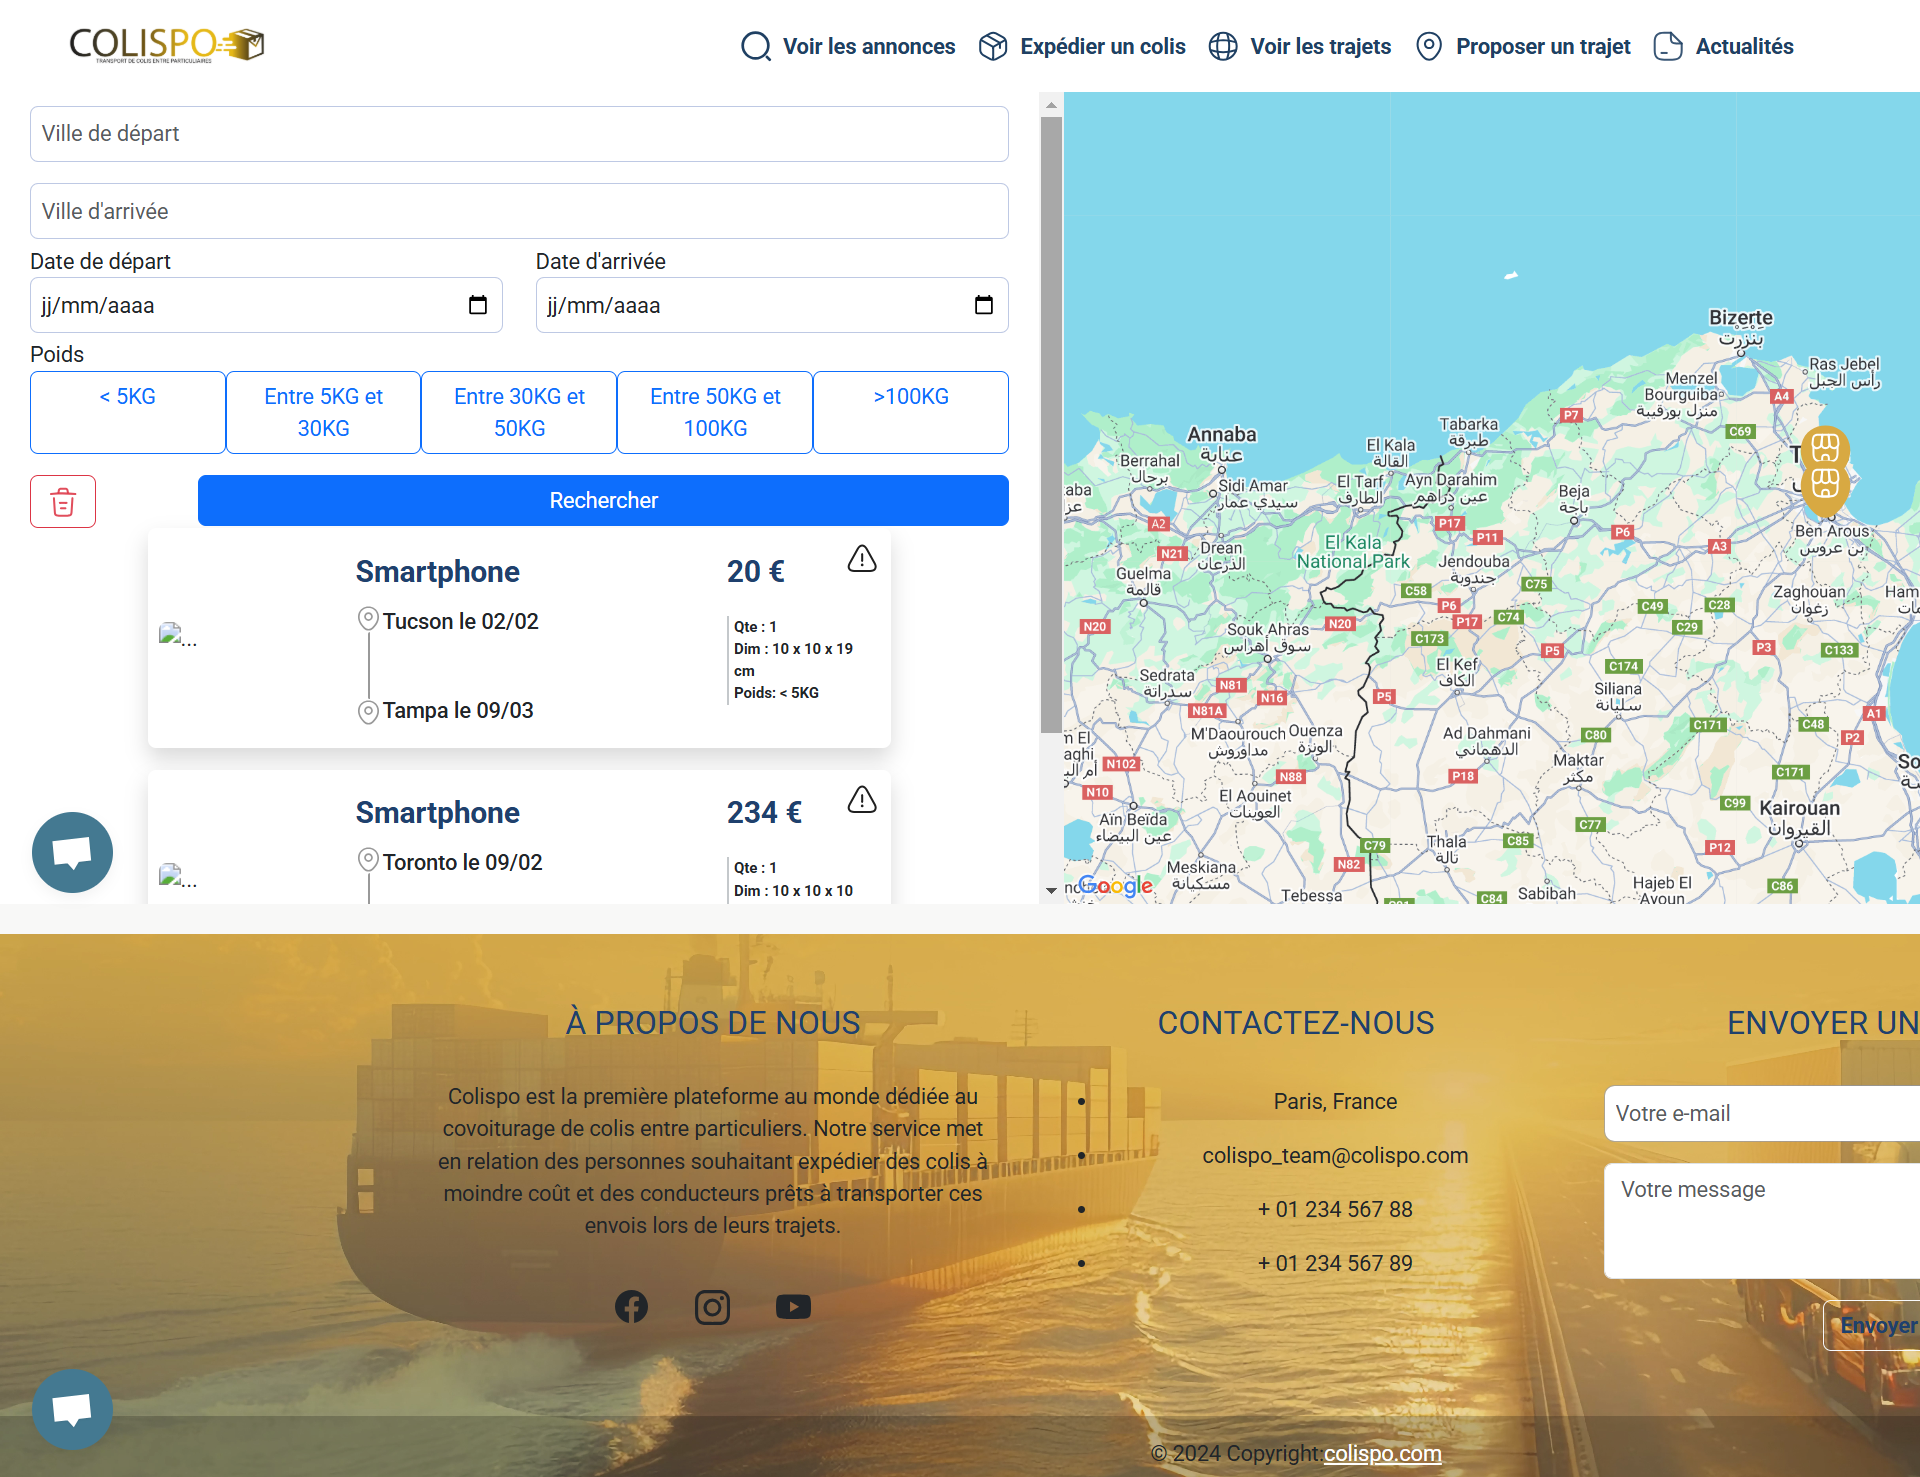 COLISPO
TRANSPORT DE COLIS ENTRE PARTICULIAIRES
Voir les annonces
Expédier un colis
Voir les trajets
Proposer un trajet
Actualités
Ville de départ
Ville d'arrivée
Date de départ
Date d'arrivée
jj/mm/aaaa
jj/mm/aaaa
Poids
< 5KG
Entre 5KG et
30KG
Entre 30KG et
50KG
Entre 50KG et
100KG
>100KG
Rechercher
Smartphone
20 €
Tucson le 02/02
Tampa le 09/03
Qte : 1
Dim : 10 x 10 x 19
cm
Poids: < 5KG
...
Smartphone
234 €
Toronto le 09/02
Qte : 1
Dim : 10 x 10 x 10
...
Bizerte
بنزرت
Ras Jebel
رأس الجبل
Menzel
Bourguiba
منزل بورقيبة
A4
P7
C69
Tabarka
طبرقة
Annaba
عنابة
El Kala
القالة
Berrahal
برحال
Sidi Amar
سيدي عمار
El Tarf
الطارف
Ayn Darahim
عين دراهم
Beja
باجة
Ben Arous
بن عروس
A2
P17
P11
P6
A3
N21
Drean
الذرعان
El Kala
National Park
Jendouba
جندوبة
Guelma
قالمة
C58
C75
Zaghouan
زغوان
Ham
P6
C49
C28
N20
N20
P17
C74
C29
Souk Ahras
سوق أهراس
C173
P5
P3
C133
El Kef
الكاف
C174
Sedrata
سدراتة
N81
N16
P5
Siliana
سليانة
N81A
C171
C48
A1
M'Daourouch
مداوروش
Ouenza
الونزة
Ad Dahmani
الدهماني
C80
P2
N102
N88
P18
Maktar
مكثر
C171
N10
El Aouinet
العوينات
C99
Kairouan
القيروان
Aïn Beïda
عين البيضاء
C77
Thala
تالة
C79
C85
P12
N82
Meskiana
مسكيانة
Google
Tebessa
C84
Sabibah
Hajeb El
Ayoun
C86
À PROPOS DE NOUS
Colispo est la première plateforme au monde dédiée au
covoiturage de colis entre particuliers. Notre service met
en relation des personnes souhaitant expédier des colis à
moindre coût et des conducteurs prêts à transporter ces
envois lors de leurs trajets.
CONTACTEZ-NOUS
Paris, France
colispo_team@colispo.com
+ 01 234 567 88
+ 01 234 567 89
ENVOYER UN
Votre e-mail
Votre message
Envoyer
© 2024 Copyright:colispo.com